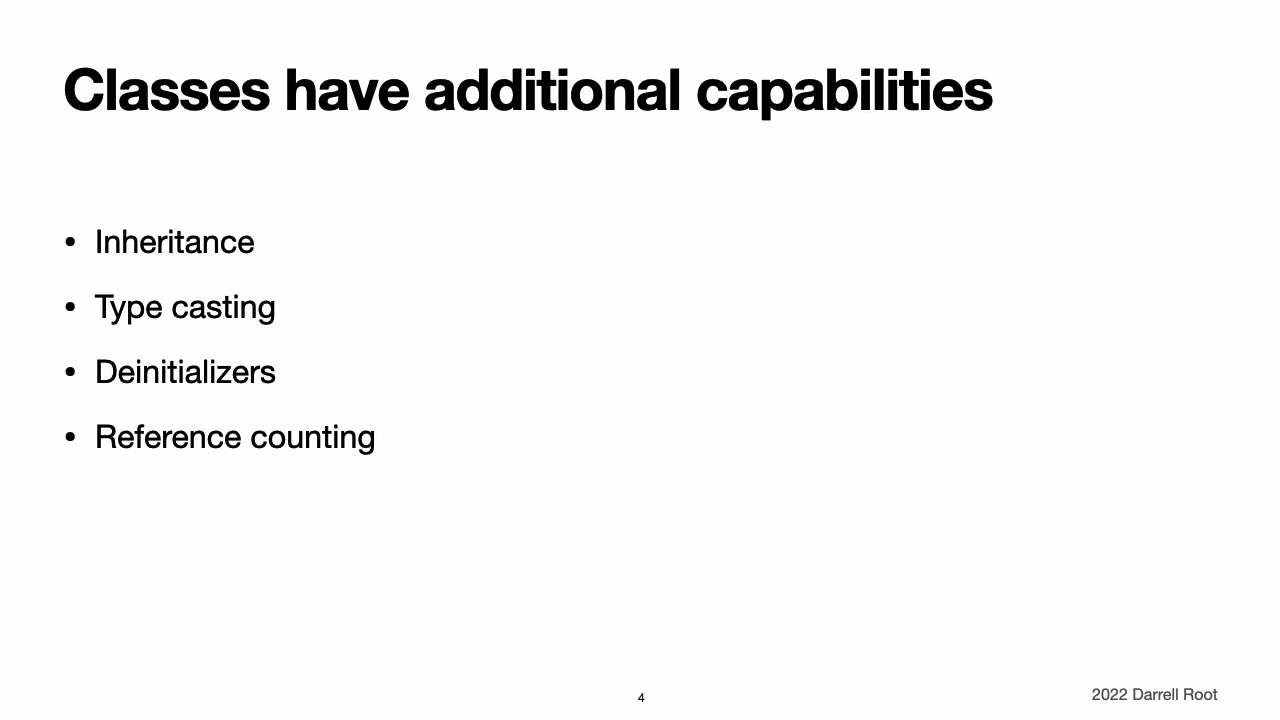 Classes have additional capabilities
• Inheritance
• Type casting
• Deinitializers
• Reference counting
4
2022 Darrell Root